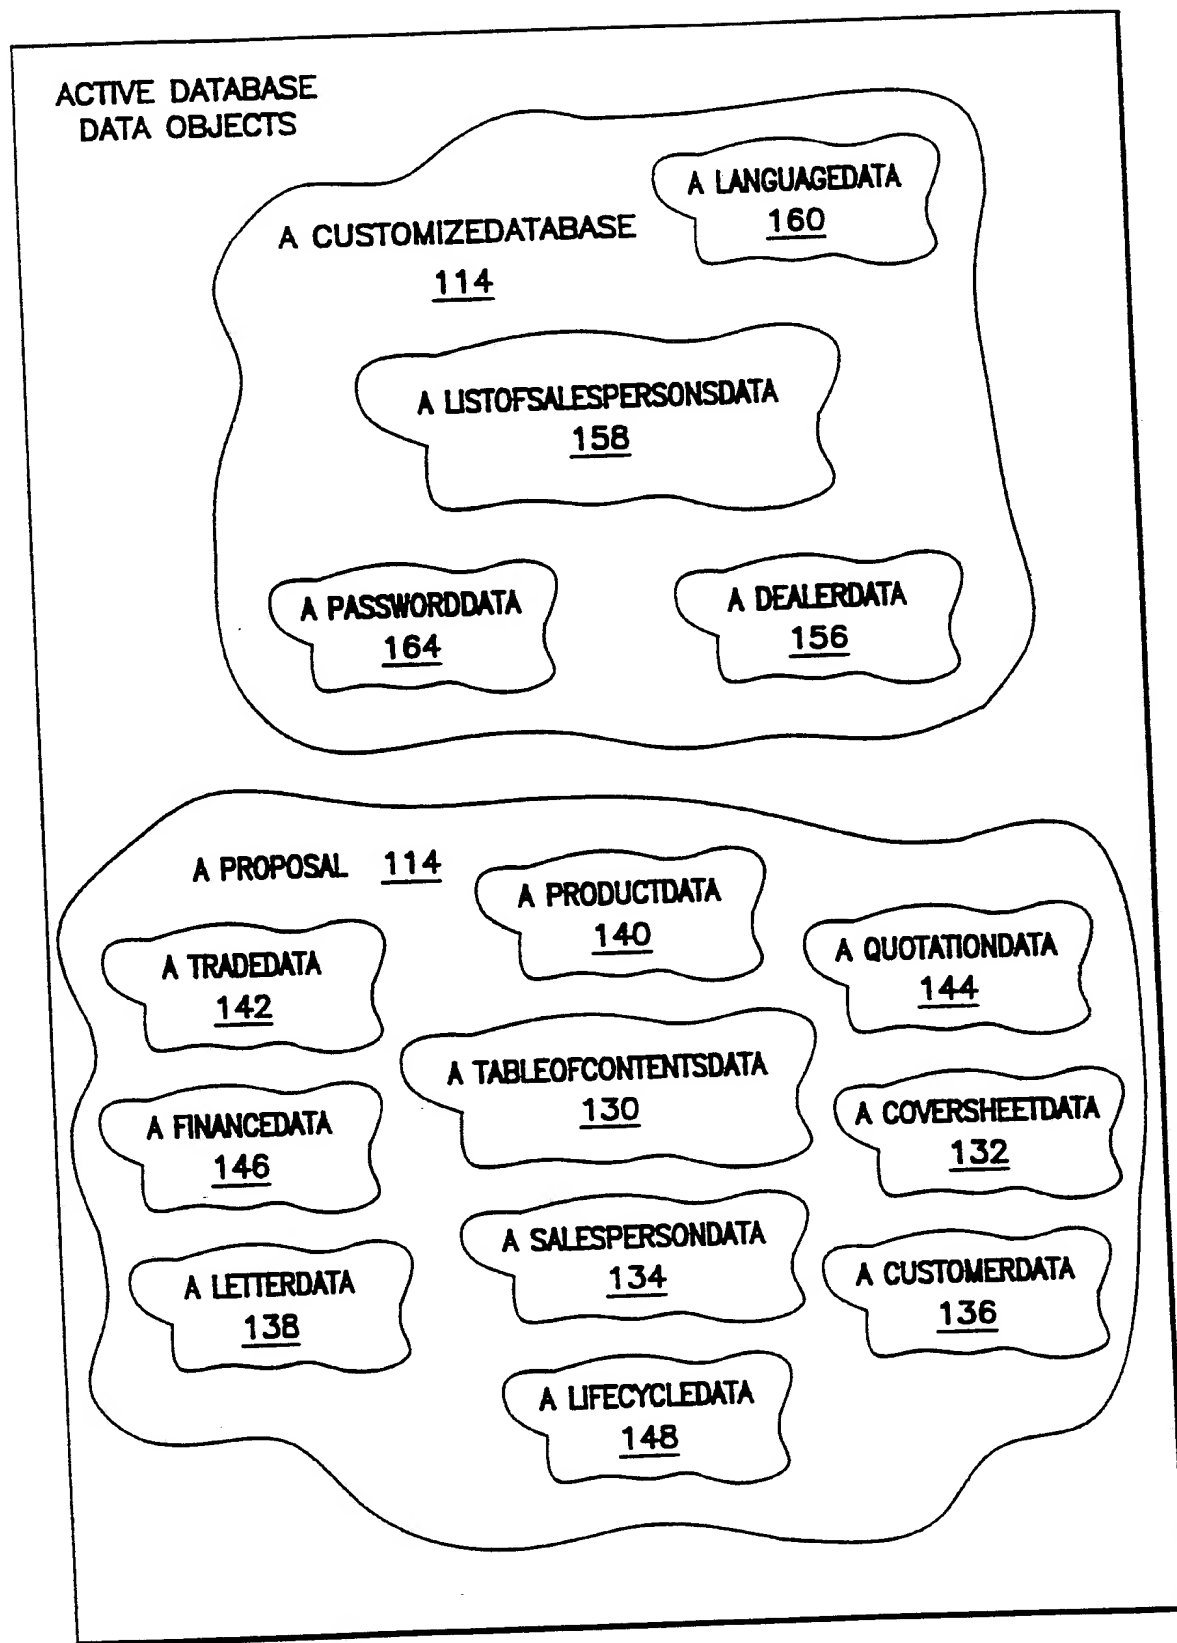 ACTIVE DATABASE
DATA OBJECTS
A LANGUAGEDATA
160
A CUSTOMIZEDATABASE
114
A LISTOFSALESPERSONSDATA
158
A PASSWORDDATA
164
A DEALERDATA
156
A PROPOSAL 114
A PRODUCTDATA
140
A TRADEDATA
142
A QUOTATIONDATA
144
A TABLEOFCONTENTSDATA
130
A FINANCEDATA
146
A COVERSHEETDATA
132
A SALESPERSONDATA
134
A LETTERDATA
138
A CUSTOMERDATA
136
A LIFECYCLEDATA
148